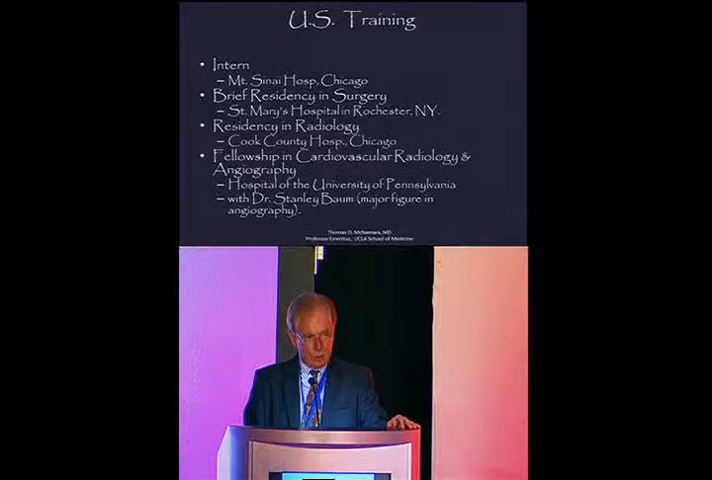 U.S. Training
• Intern
– Mt. Sinai Hosp, Chicago
• Brief Residency in Surgery
– St. Mary's Hospital in Rochester, NY.
• Residency in Radiology
– Cook County Hosp., Chicago
• Fellowship in Cardiovascular Radiology &
Angiography
– Hospital of the University of Pennsylvania
– with Dr. Stanley Baum (major figure in
angiography).
Thomas O. McNamara, MD
Professor Emeritus, UCLA School of Medicine